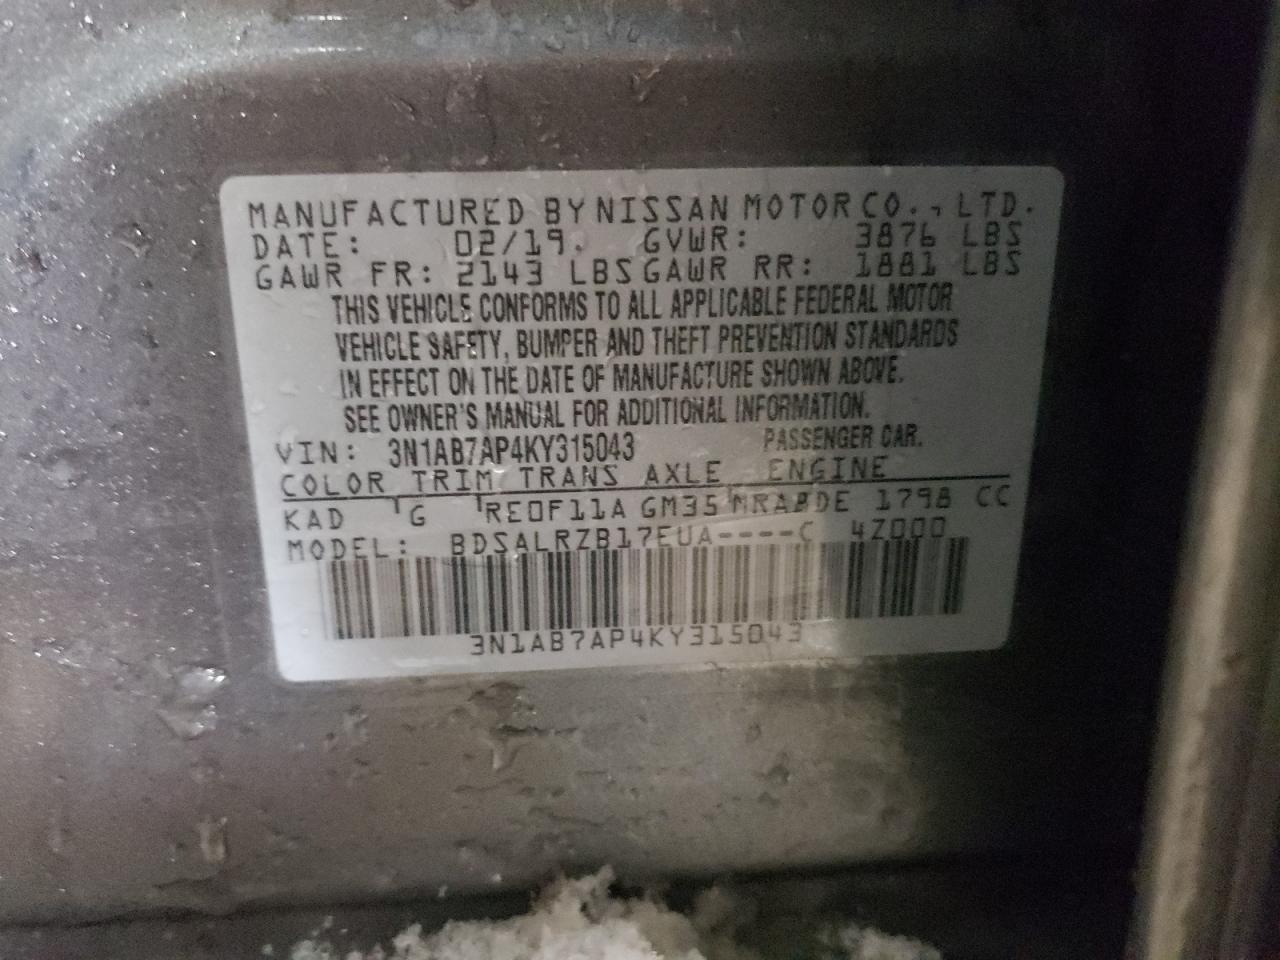 MANUFACTURED BY NISSAN MOTOR CO., LTD.
DATE: 02/19. GVWR: 3876 LBS
GAWR FR: 2143 LBS GAWR RR: 1881 LBS
THIS VEHICLE CONFORMS TO ALL APPLICABLE FEDERAL MOTOR
VEHICLE SAFETY, BUMPER AND THEFT PREVENTION STANDARDS
IN EFFECT ON THE DATE OF MANUFACTURE SHOWN ABOVE.
SEE OWNER'S MANUAL FOR ADDITIONAL INFORMATION.
VIN: 3N1AB7AP4KY315043 PASSENGER CAR.
COLOR TRIM TRANS AXLE ENGINE
KAD G RE0F11A GM35 MRA8DE 1798 CC
MODEL: BDSALRZB17EUA----C 4Z000
3N1AB7AP4KY315043